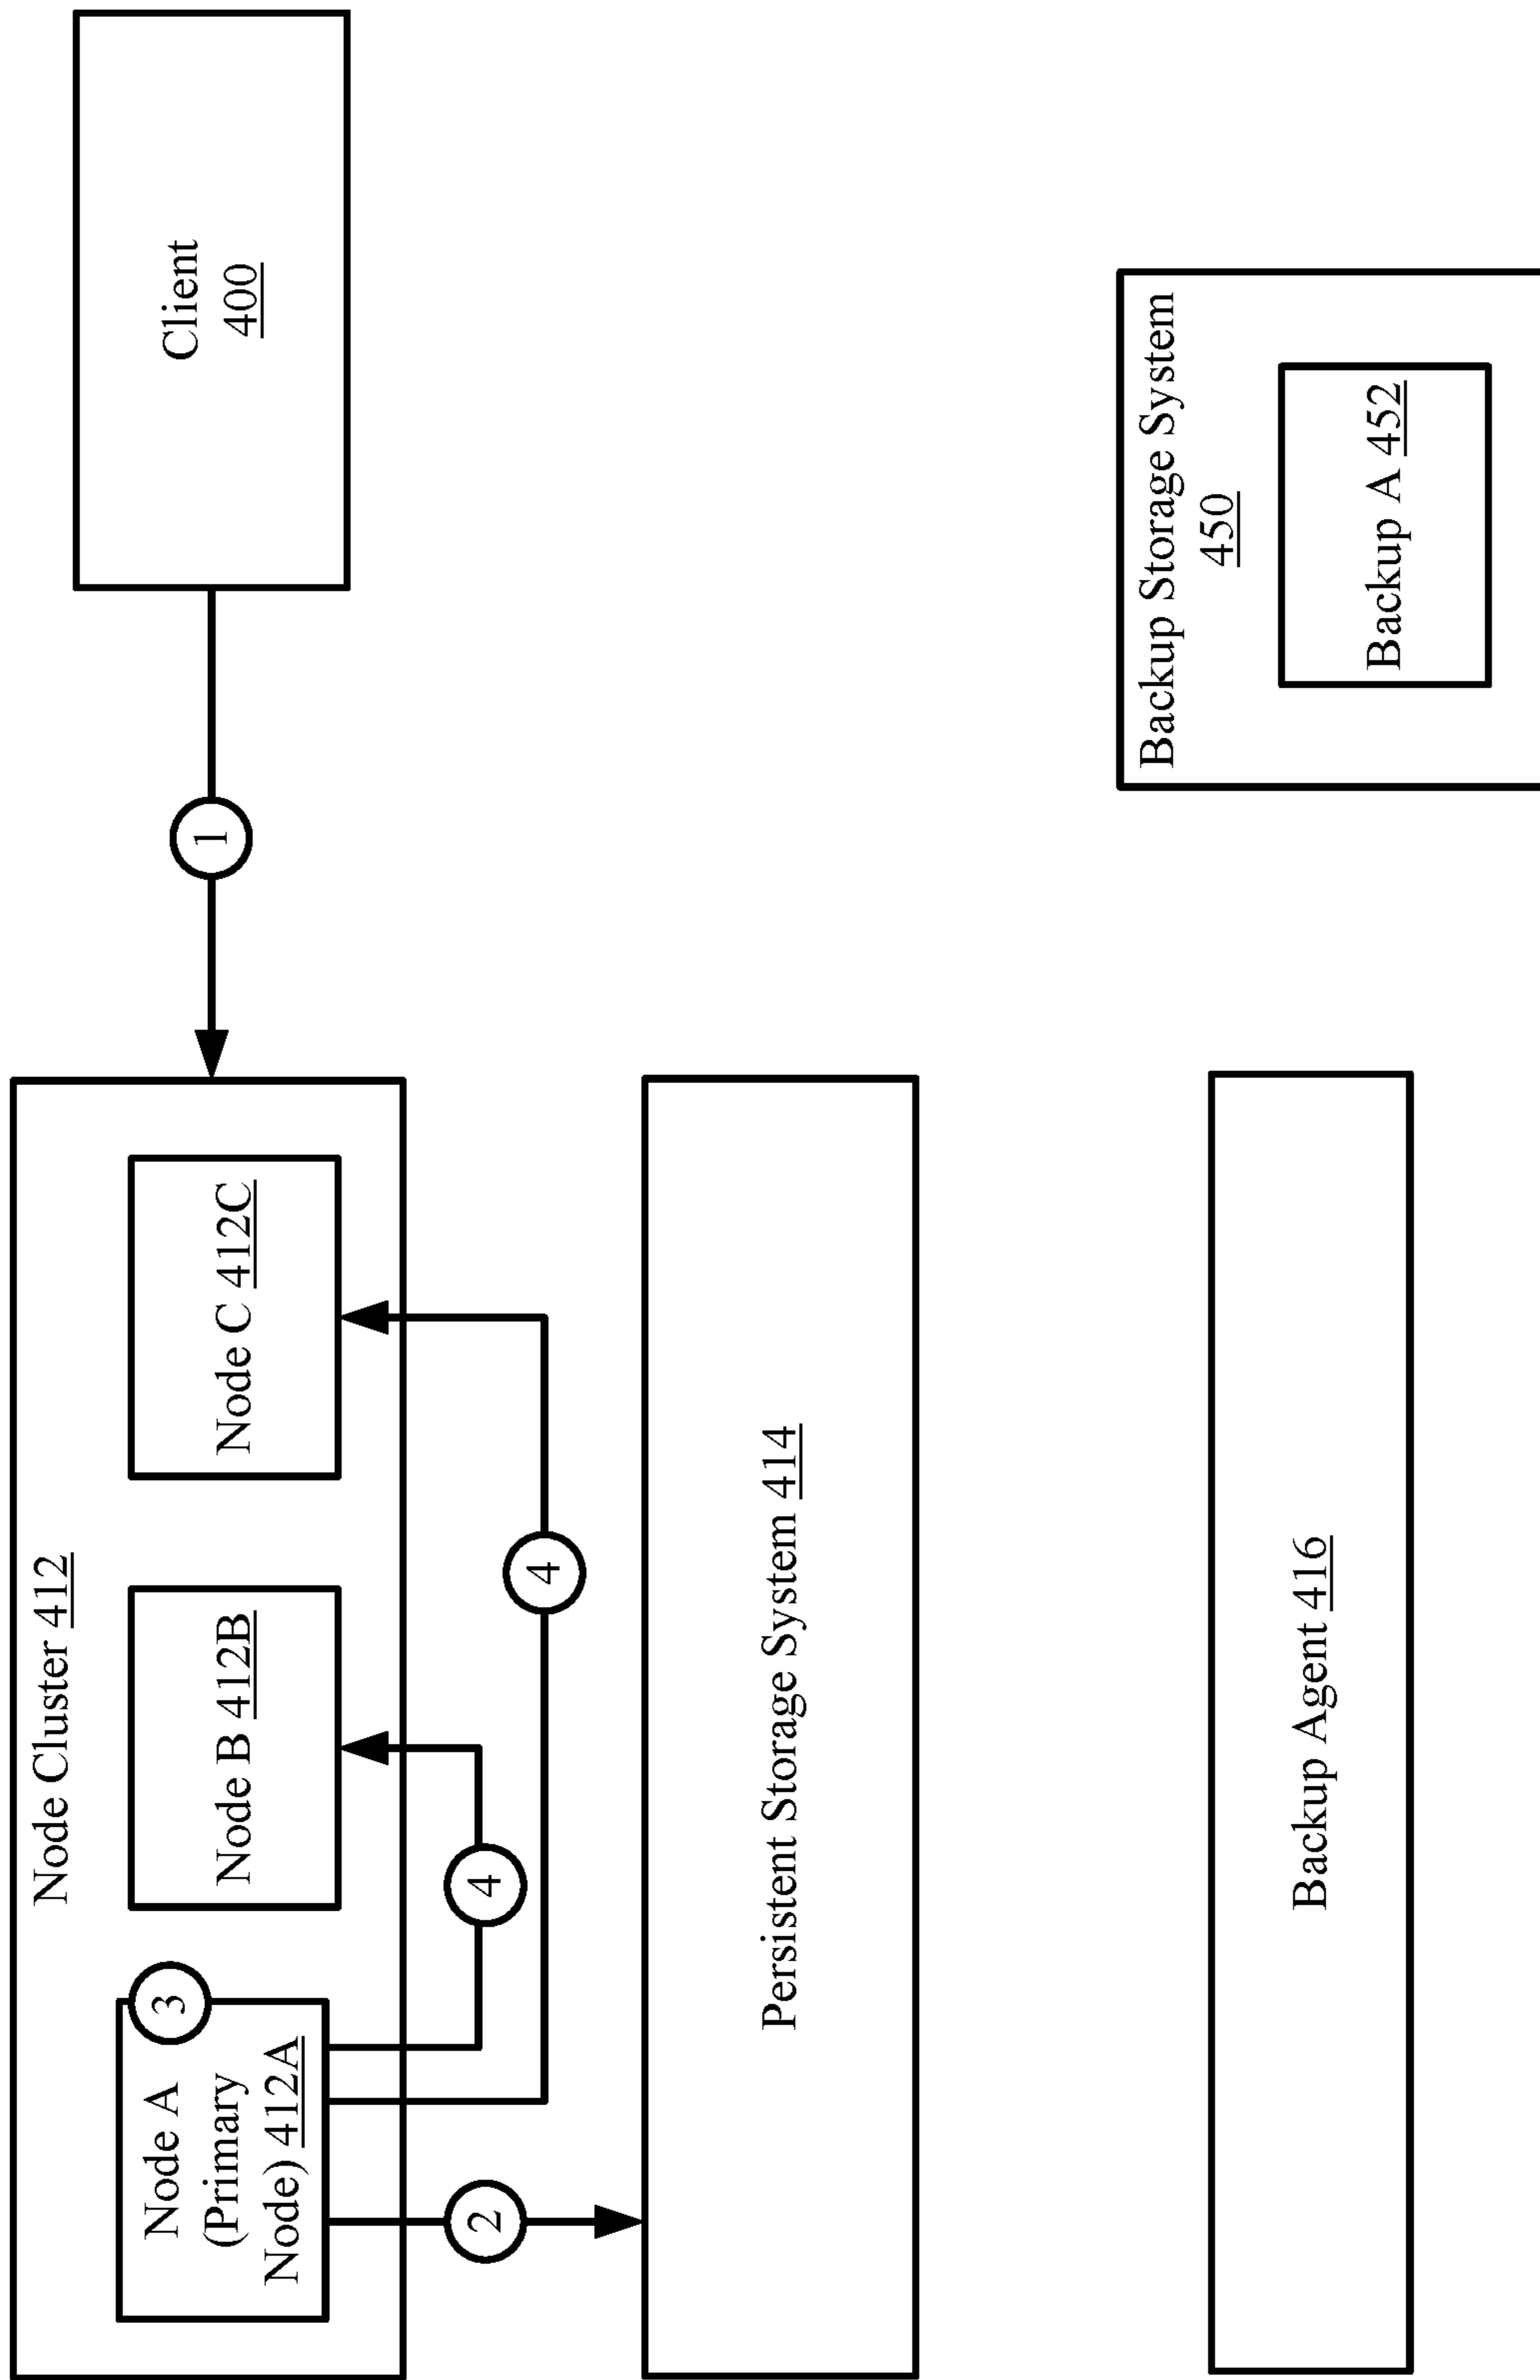 Node Cluster 412
Node A
(Primary
Node) 412A
3
Node B 412B
Node C 412C
1
Client
400
2
4
4
Persistent Storage System 414
Backup Agent 416
Backup Storage System
450
Backup A 452